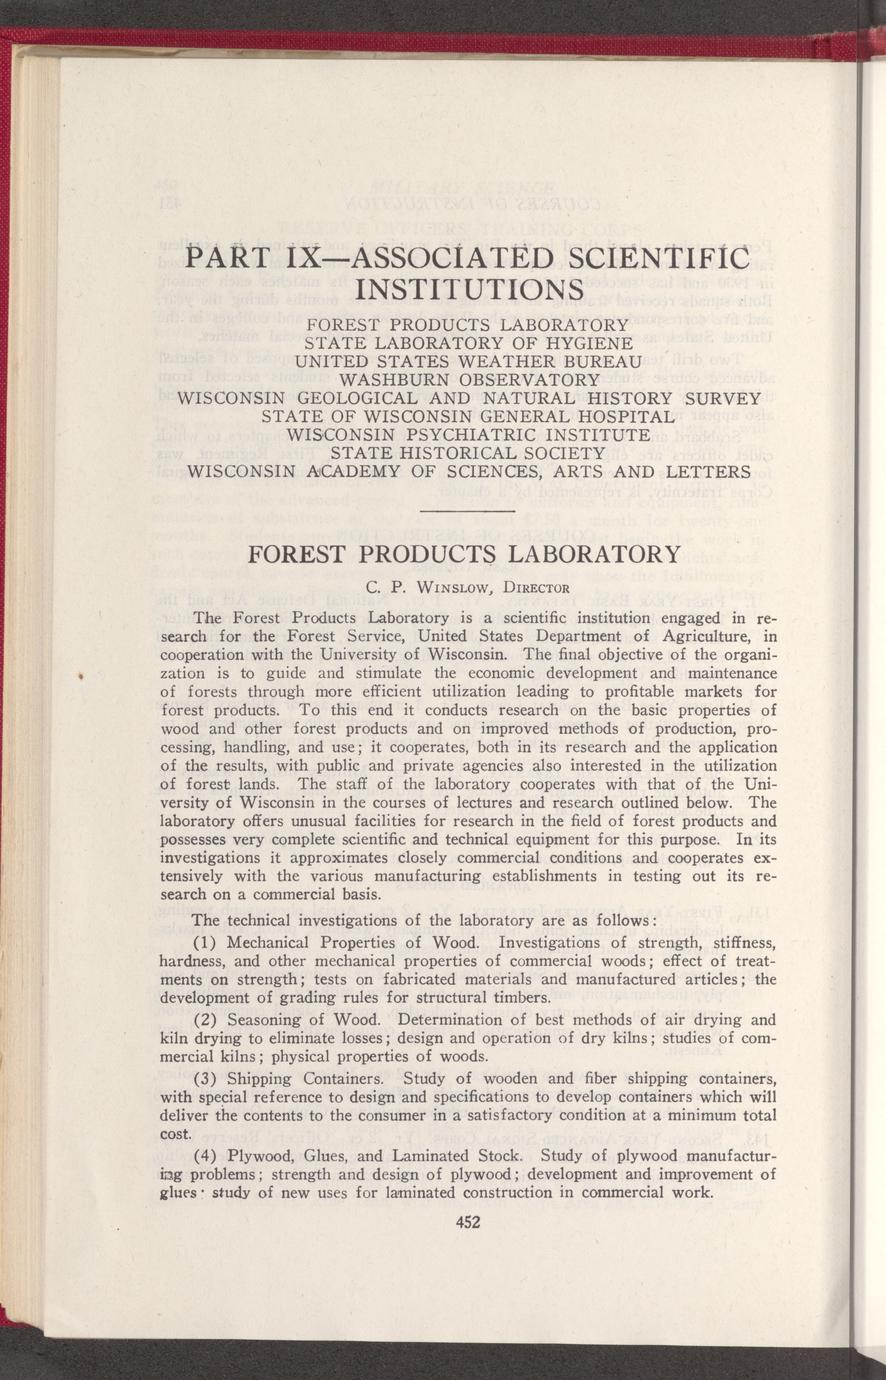 PART IX—ASSOCIATED SCIENTIFIC
INSTITUTIONS
FOREST PRODUCTS LABORATORY
STATE LABORATORY OF HYGIENE
UNITED STATES WEATHER BUREAU
WASHBURN OBSERVATORY
WISCONSIN GEOLOGICAL AND NATURAL HISTORY SURVEY
STATE OF WISCONSIN GENERAL HOSPITAL
WISCONSIN PSYCHIATRIC INSTITUTE
STATE HISTORICAL SOCIETY
WISCONSIN ACADEMY OF SCIENCES, ARTS AND LETTERS
FOREST PRODUCTS LABORATORY
C. P. Winslow, Director
The Forest Products Laboratory is a scientific institution engaged in re-
search for the Forest Service, United States Department of Agriculture, in
cooperation with the University of Wisconsin. The final objective of the organi-
zation is to guide and stimulate the economic development and maintenance
of forests through more efficient utilization leading to profitable markets for
forest products. To this end it conducts research on the basic properties of
wood and other forest products and on improved methods of production, pro-
cessing, handling, and use; it cooperates, both in its research and the application
of the results, with public and private agencies also interested in the utilization
of forest lands. The staff of the laboratory cooperates with that of the Uni-
versity of Wisconsin in the courses of lectures and research outlined below. The
laboratory offers unusual facilities for research in the field of forest products and
possesses very complete scientific and technical equipment for this purpose. In its
investigations it approximates closely commercial conditions and cooperates ex-
tensively with the various manufacturing establishments in testing out its re-
search on a commercial basis.
The technical investigations of the laboratory are as follows:
(1) Mechanical Properties of Wood. Investigations of strength, stiffness,
hardness, and other mechanical properties of commercial woods; effect of treat-
ments on strength; tests on fabricated materials and manufactured articles; the
development of grading rules for structural timbers.
(2) Seasoning of Wood. Determination of best methods of air drying and
kiln drying to eliminate losses; design and operation of dry kilns; studies of com-
mercial kilns; physical properties of woods.
(3) Shipping Containers. Study of wooden and fiber shipping containers,
with special reference to design and specifications to develop containers which will
deliver the contents to the consumer in a satisfactory condition at a minimum total
cost.
(4) Plywood, Glues, and Laminated Stock. Study of plywood manufactur-
ing problems; strength and design of plywood; development and improvement of
glues; study of new uses for laminated construction in commercial work.
452